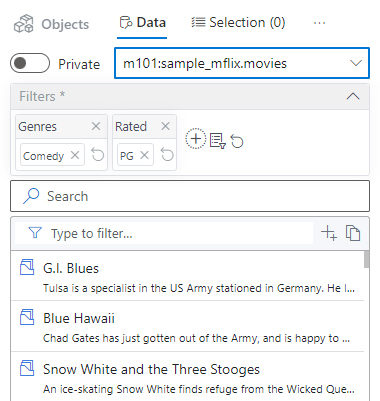 Objects Data Selection (0) ...
Private m101:sample_mflix.movies
Filters *
Genres Rated
Comedy PG
Search
Type to filter...
G.I. Blues
Tulsa is a specialist in the US Army stationed in Germany. He l...
Blue Hawaii
Chad Gates has just gotten out of the Army, and is happy to ...
Snow White and the Three Stooges
An ice-skating Snow White finds refuge from the Wicked Que...